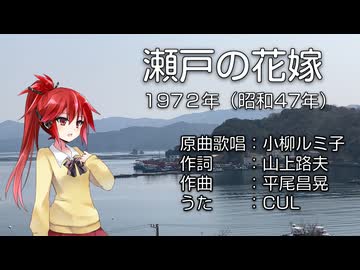 瀬戸の花嫁
1972年（昭和47年）
原曲歌唱：小柳ルミ子
作詞　　：山上路夫
作曲　　：平尾昌晃
うた　　：CUL